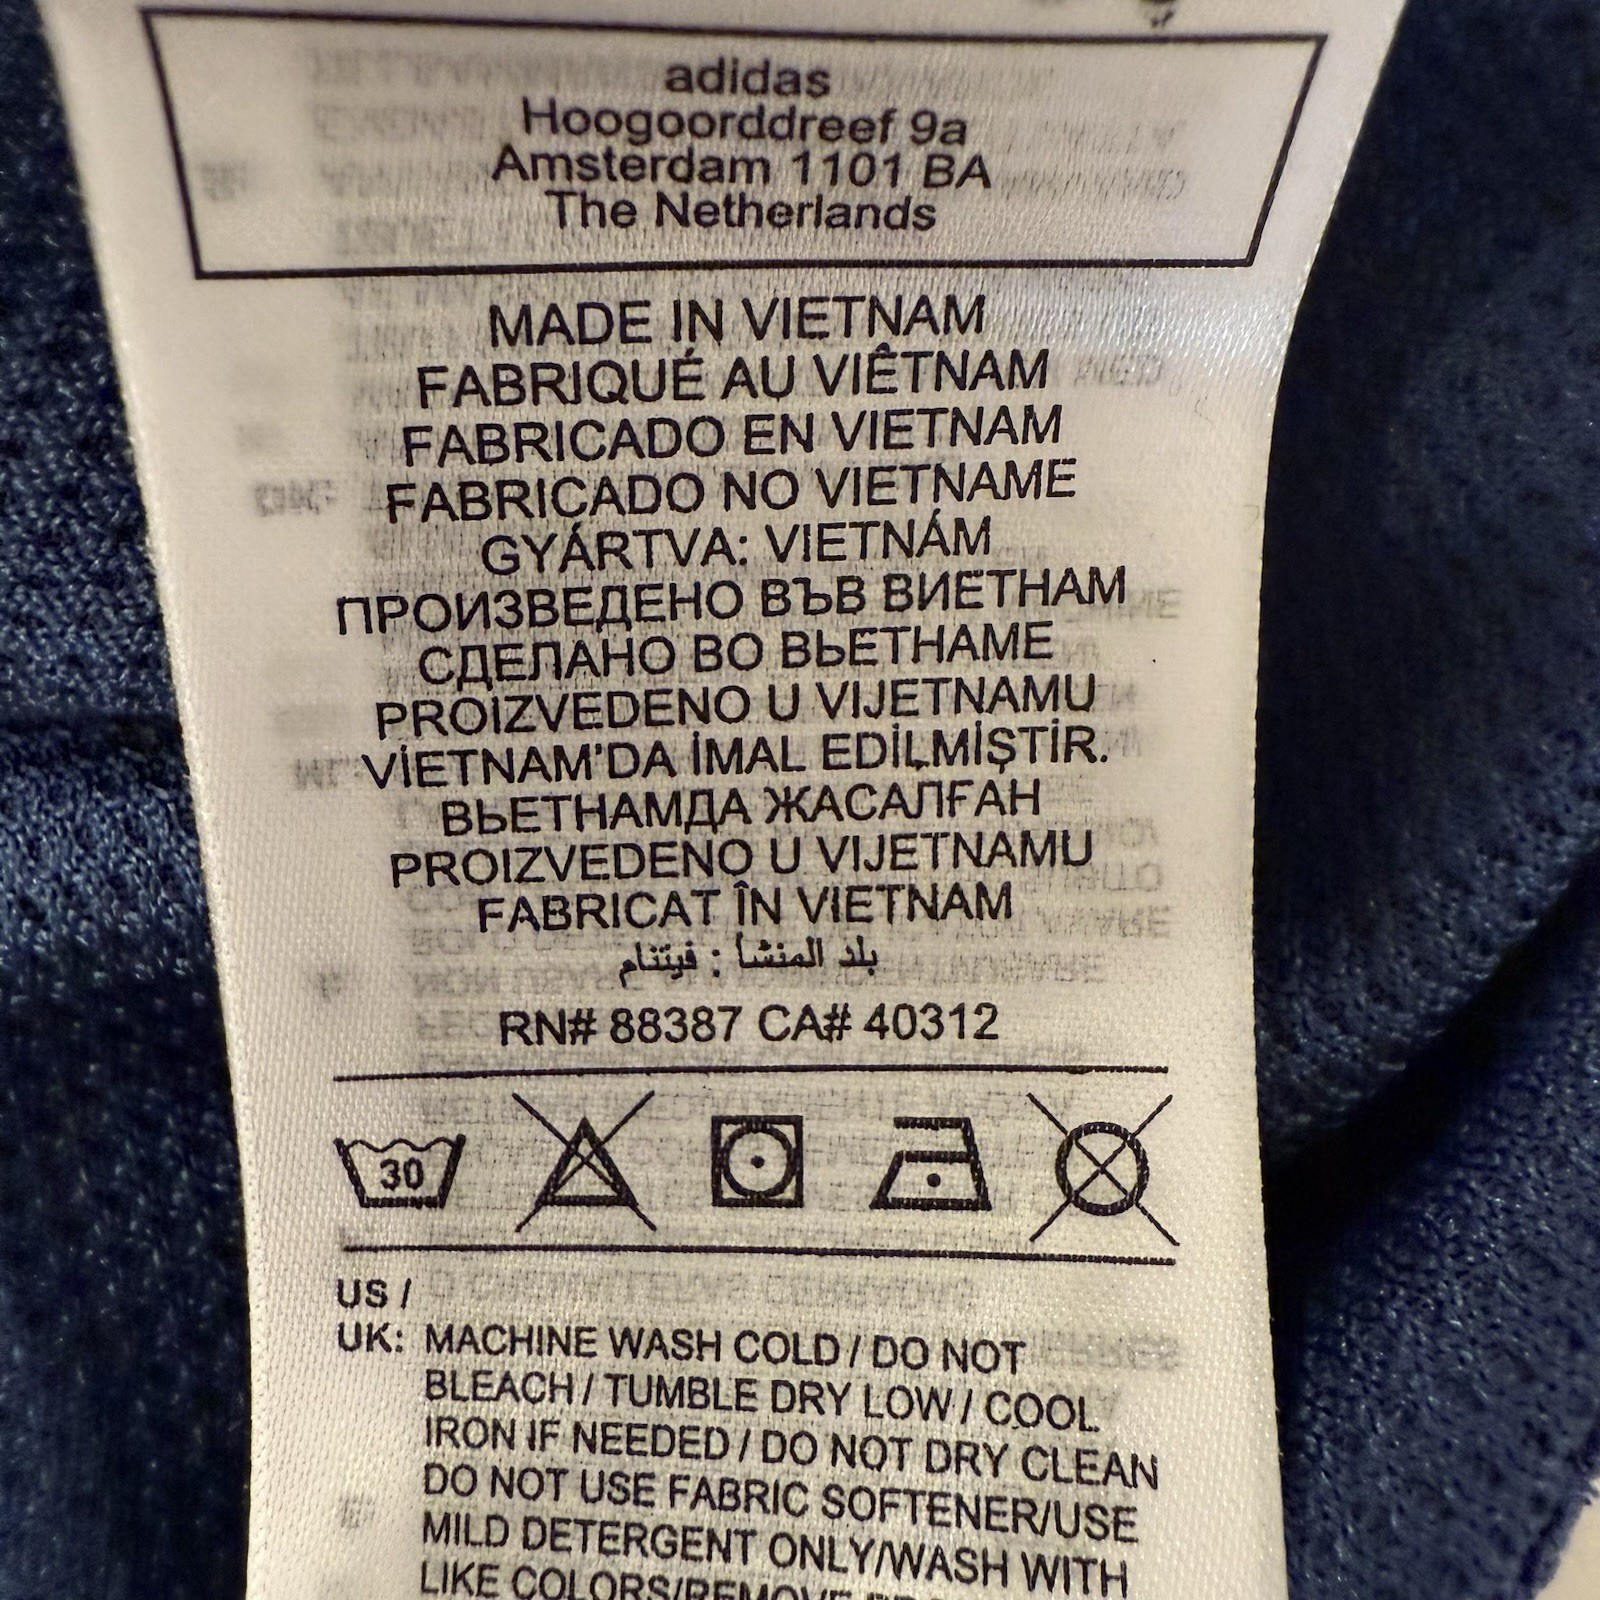 adidas
Hoogoorddreef 9a
Amsterdam 1101 BA
The Netherlands
MADE IN VIETNAM
FABRIQUÉ AU VIÊTNAM
FABRICADO EN VIETNAM
FABRICADO NO VIETNAME
GYÁRTVA: VIETNÁM
ПРОИЗВЕДЕНО ВЪВ ВИЕТНАМ
СДЕЛАНО ВО ВЬЕТНАМЕ
PROIZVEDENO U VIJETNAMU
VİETNAM'DA İMAL EDİLMİŞTİR.
ВЬЕТНАМДА ЖАСАЛҒАН
PROIZVEDENO U VIJETNAMU
FABRICAT ÎN VIETNAM
بلد المنشأ : فيتنام
RN# 88387 CA# 40312
30
US /
UK: MACHINE WASH COLD / DO NOT
BLEACH / TUMBLE DRY LOW / COOL
IRON IF NEEDED / DO NOT DRY CLEAN
DO NOT USE FABRIC SOFTENER/USE
MILD DETERGENT ONLY/WASH WITH
LIKE COLORS/REMOVE